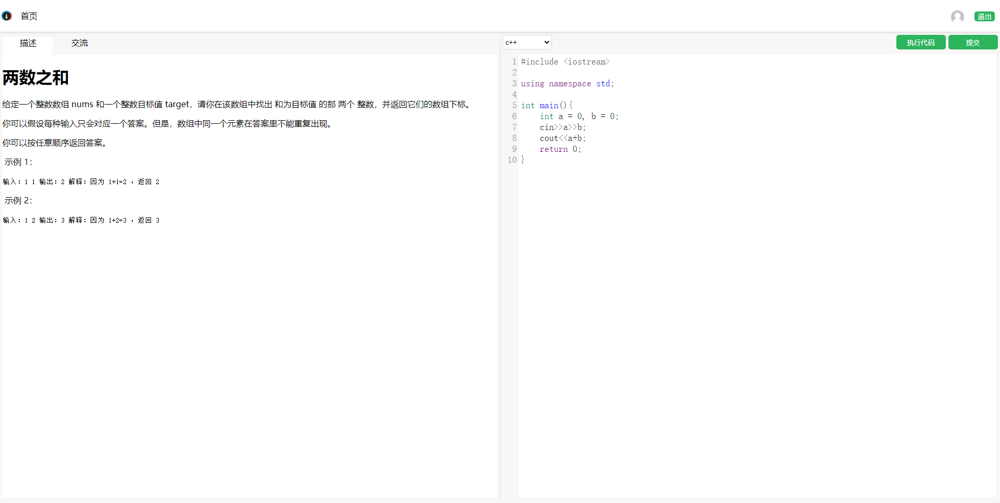 首页
退出
描述 交流
两数之和
给定一个整数数组 nums 和一个整数目标值 target，请你在该数组中找出 和为目标值 的那 两个 整数，并返回它们的数组下标。
你可以假设每种输入只会对应一个答案。但是，数组中同一个元素在答案里不能重复出现。
你可以按任意顺序返回答案。
示例 1：
输入：1 1 输出：2 解释：因为 1+1=2 ，返回 2
示例 2：
输入：1 2 输出：3 解释：因为 1+2=3 ，返回 3
c++ 执行代码 提交
1 #include <iostream>
2
3 using namespace std;
4
5 int main(){
6     int a = 0, b = 0;
7     cin>>a>>b;
8     cout<<a+b;
9     return 0;
10 }